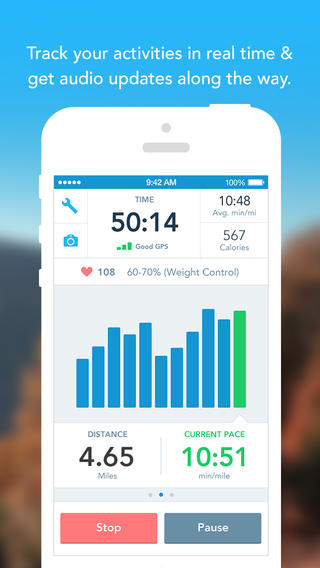 Track your activities in real time &
get audio updates along the way.
9:42 AM
100%
TIME
50:14
Good GPS
10:48
Avg. min/mi
567
Calories
108 60-70% (Weight Control)
DISTANCE
4.65
Miles
CURRENT PACE
10:51
min/mile
Stop
Pause